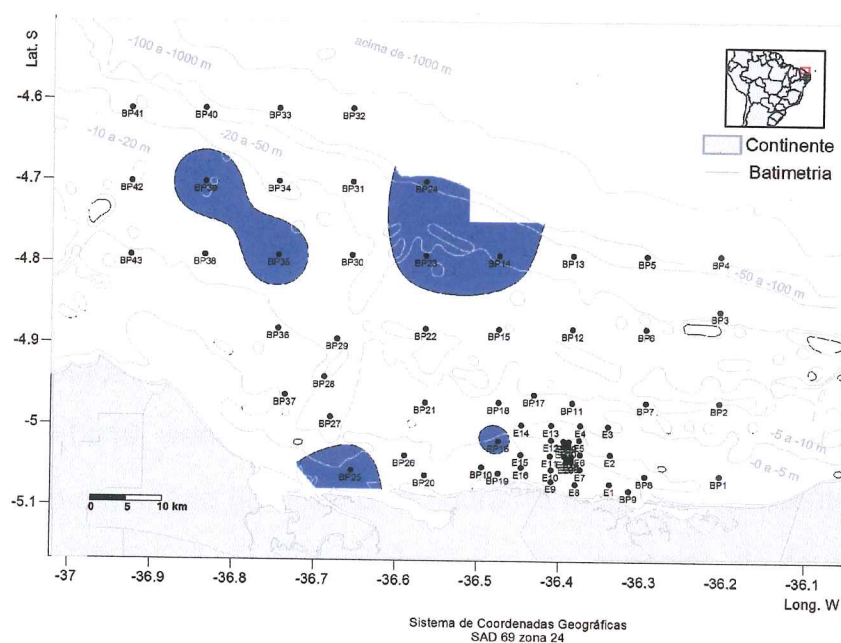 Lat. S
-100 a -1000 m
acima de -1000 m
-4.6
BP41
BP40
BP33
BP32
-10 a -20 m
-20 a -50 m
Continente
Batimetria
-4.7
BP42
BP39
BP34
BP31
BP24
-4.8
BP43
BP38
BP35
BP30
BP23
BP14
BP13
BP5
BP4
-50 a -100 m
BP3
-4.9
BP36
BP29
BP22
BP15
BP12
BP6
BP28
BP37
BP21
BP18
BP17
BP11
BP7
BP2
-5
BP27
E14
E13
E4
E3
-5 a -10 m
BP16
E12
E5
BP26
E15
E11
E6
E2
-0 a -5 m
BP25
BP20
BP10
BP19
E16
E10
E7
BP8
BP1
-5.1
0
5
10 km
E9
E8
E1
BP9
-37
-36.9
-36.8
-36.7
-36.6
-36.5
-36.4
-36.3
-36.2
-36.1
Long. W
Sistema de Coordenadas Geográficas
SAD 69 zona 24